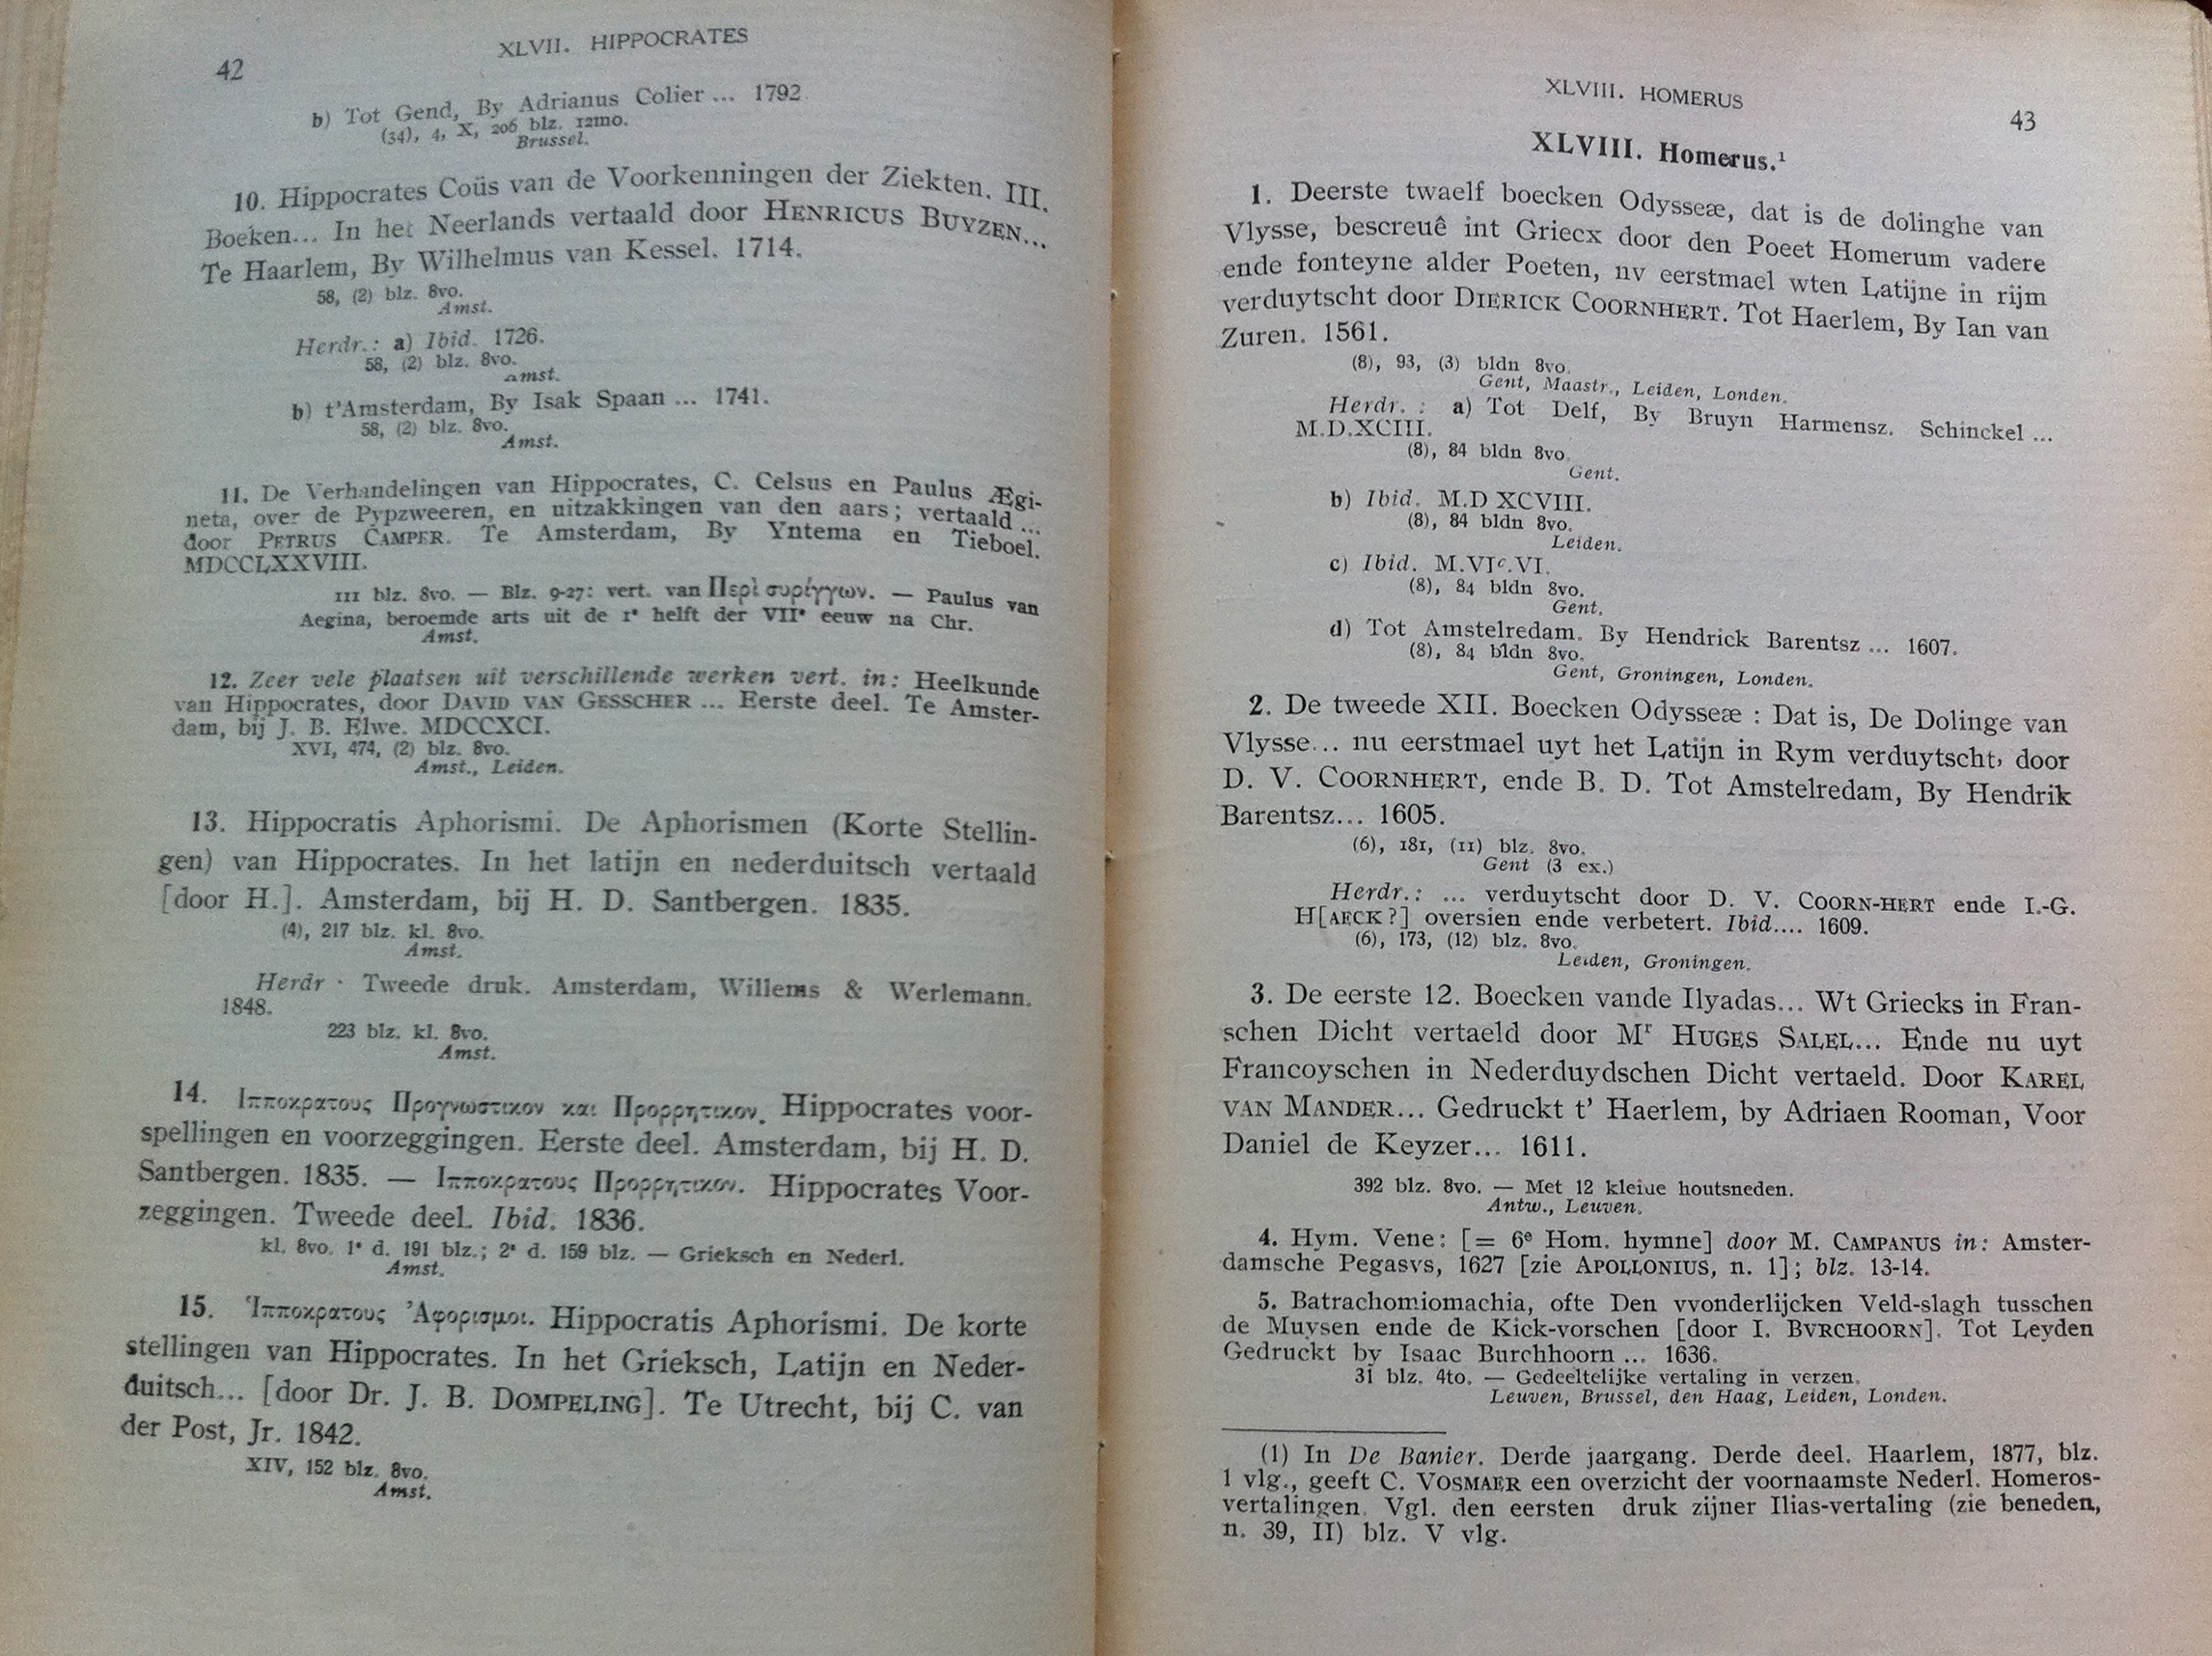 XLVII. HIPPOCRATES
42
b) Tot Gend, By Adrianus Colier ... 1792
(34), 4, X, 206 blz. 12mo.
Brussel.
10. Hippocrates Coüs van de Voorkenningen der Ziekten. III.
Boeken... In het Neerlands vertaald door HENRICUS BUYZEN...
Te Haarlem, By Wilhelmus van Kessel. 1714.
58, (2) blz. 8vo.
Amst.
Herdr.: a) Ibid. 1726.
58, (2) blz. 8vo.
Amst.
b) t'Amsterdam, By Isak Spaan ... 1741.
58, (2) blz. 8vo.
Amst.
11. De Verhandelingen van Hippocrates, C. Celsus en Paulus Ægi-
neta, over de Pypzweeren, en uitzakkingen van den aars; vertaald ...
door PETRUS CAMPER. Te Amsterdam, By Yntema en Tieboel.
MDCCLXXVIII.
111 blz. 8vo. — Blz. 9-27: vert. van Περὶ συρίγγων. — Paulus van
Aegina, beroemde arts uit de 1e helft der VIIe eeuw na Chr.
Amst.
12. Zeer vele plaatsen uit verschillende werken vert. in: Heelkunde
van Hippocrates, door DAVID VAN GESSCHER ... Eerste deel. Te Amster-
dam, bij J. B. Elwe. MDCCXCI.
XVI, 474, (2) blz. 8vo.
Amst., Leiden.
13. Hippocratis Aphorismi. De Aphorismen (Korte Stellin-
gen) van Hippocrates. In het latijn en nederduitsch vertaald
[door H.]. Amsterdam, bij H. D. Santbergen. 1835.
(4), 217 blz. kl. 8vo.
Amst.
Herdr · Tweede druk. Amsterdam, Willems & Werlemann.
1848.
223 blz. kl. 8vo.
Amst.
14. Ιπποκρατους Προγνωστικον και Προρρητικον. Hippocrates voor-
spellingen en voorzeggingen. Eerste deel. Amsterdam, bij H. D.
Santbergen. 1835. — Ιπποκρατους Προρρητικον. Hippocrates Voor-
zeggingen. Tweede deel. Ibid. 1836.
kl. 8vo. 1e d. 191 blz.; 2e d. 159 blz. — Grieksch en Nederl.
Amst.
15. Ἱπποκρατους Ἀφορισμοι. Hippocratis Aphorismi. De korte
stellingen van Hippocrates. In het Grieksch, Latijn en Neder-
duitsch... [door Dr. J. B. DOMPELING]. Te Utrecht, bij C. van
der Post, Jr. 1842.
XIV, 152 blz. 8vo.
Amst.
XLVIII. HOMERUS
43
XLVIII. Homerus.¹
1. Deerste twaelf boecken Odysseæ, dat is de dolinghe van
Vlysse, bescreuê int Griecx door den Poeet Homerum vadere
ende fonteyne alder Poeten, nv eerstmael wten Latijne in rijm
verduytscht door DIERICK COORNHERT. Tot Haerlem, By Ian van
Zuren. 1561.
(8), 93, (3) bldn 8vo.
Gent, Maastr., Leiden, Londen.
Herdr. : a) Tot Delf, By Bruyn Harmensz. Schinckel ...
M.D.XCIII.
(8), 84 bldn 8vo.
Gent.
b) Ibid. M.D XCVIII.
(8), 84 bldn 8vo.
Leiden.
c) Ibid. M.VIc.VI.
(8), 84 bldn 8vo.
Gent.
d) Tot Amstelredam. By Hendrick Barentsz ... 1607.
(8), 84 bldn 8vo.
Gent, Groningen, Londen.
2. De tweede XII. Boecken Odysseæ : Dat is, De Dolinge van
Vlysse... nu eerstmael uyt het Latijn in Rym verduytscht, door
D. V. COORNHERT, ende B. D. Tot Amstelredam, By Hendrik
Barentsz... 1605.
(6), 181, (11) blz. 8vo.
Gent (3 ex.)
Herdr.: ... verduytscht door D. V. COORN-HERT ende I.-G.
H[AECK?] oversien ende verbetert. Ibid.... 1609.
(6), 173, (12) blz. 8vo.
Leiden, Groningen.
3. De eerste 12. Boecken vande Ilyadas... Wt Griecks in Fran-
schen Dicht vertaeld door Mr HUGES SALEL... Ende nu uyt
Francoyschen in Nederduydschen Dicht vertaeld. Door KAREL
VAN MANDER... Gedruckt t' Haerlem, by Adriaen Rooman, Voor
Daniel de Keyzer... 1611.
392 blz. 8vo. — Met 12 kleine houtsneden.
Antw., Leuven.
4. Hym. Vene: [= 6e Hom. hymne] door M. CAMPANUS in: Amster-
damsche Pegasvs, 1627 [zie APOLLONIUS, n. 1]; blz. 13-14.
5. Batrachomiomachia, ofte Den vvonderlijcken Veld-slagh tusschen
de Muysen ende de Kick-vorschen [door I. BVRCHOORN]. Tot Leyden
Gedruckt by Isaac Burchhoorn ... 1636.
31 blz. 4to. — Gedeeltelijke vertaling in verzen.
Leuven, Brussel, den Haag, Leiden, Londen.
(1) In De Banier. Derde jaargang. Derde deel. Haarlem, 1877, blz.
1 vlg., geeft C. VOSMAER een overzicht der voornaamste Nederl. Homeros-
vertalingen. Vgl. den eersten druk zijner Ilias-vertaling (zie beneden,
n. 39, II) blz. V vlg.